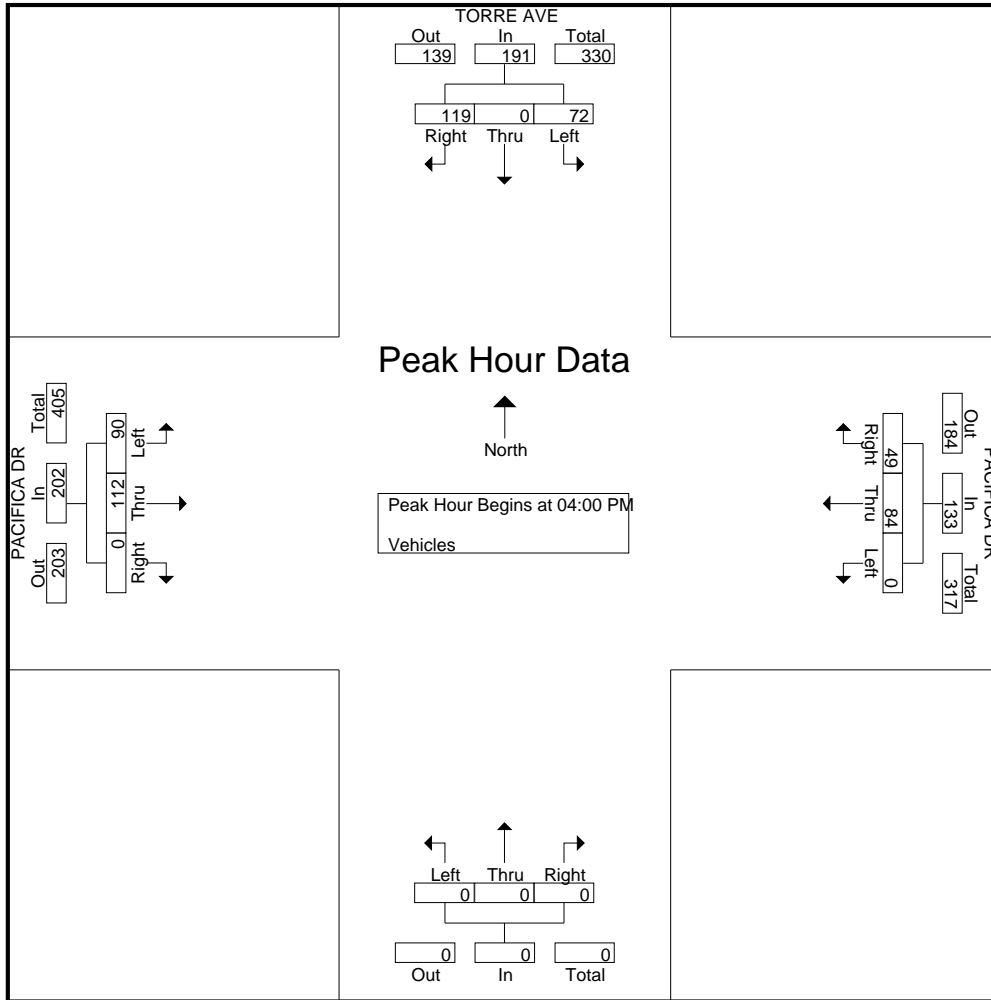 TORRE AVE
Out In Total
139 191 330
119 0 72
Right Thru Left
Peak Hour Data
North
Peak Hour Begins at 04:00 PM
Vehicles
PACIFICA DR
Out In Total
203 202 405
Left Thru Right
90 112 0
PACIFICA DR
Out In Total
184 133 317
Right Thru Left
49 84 0
Left Thru Right
0 0 0
0 0 0
Out In Total